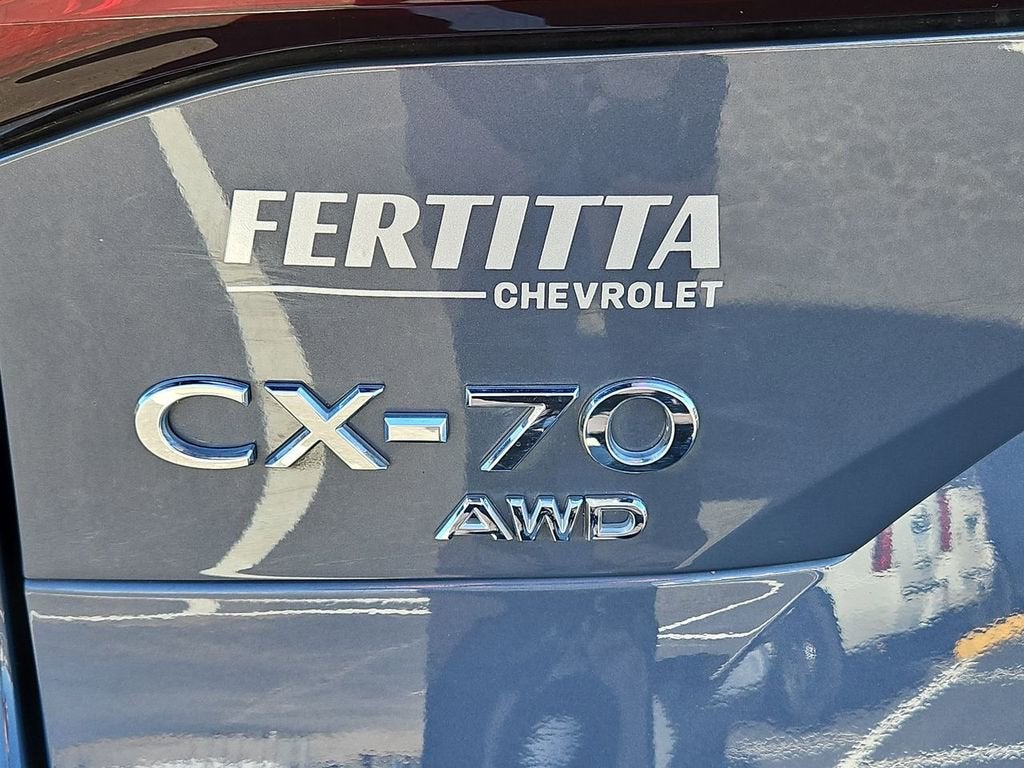 FERTITTA
CHEVROLET
CX-70
AWD